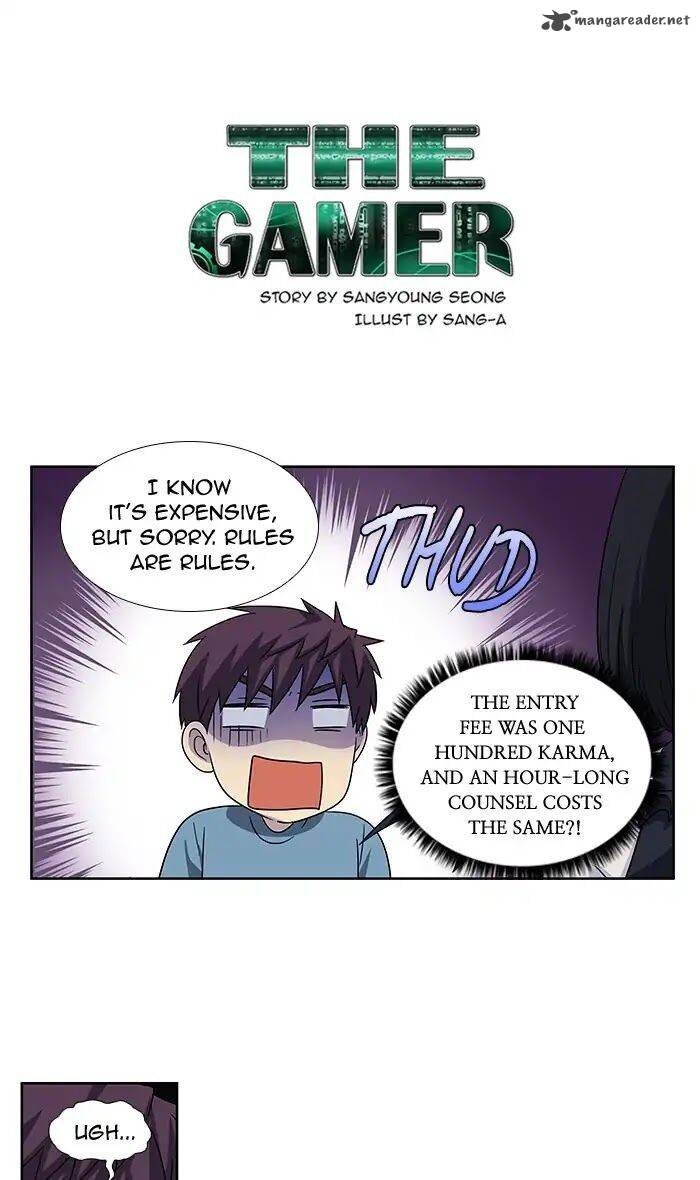 mangareader.net
THE
GAMER
STORY BY SANGYOUNG SEONG
ILLUST BY SANG-A
I KNOW
IT'S EXPENSIVE,
BUT SORRY. RULES
ARE RULES.
THUD
THE ENTRY
FEE WAS ONE
HUNDRED KARMA,
AND AN HOUR-LONG
COUNSEL COSTS
THE SAME?!
UGH...